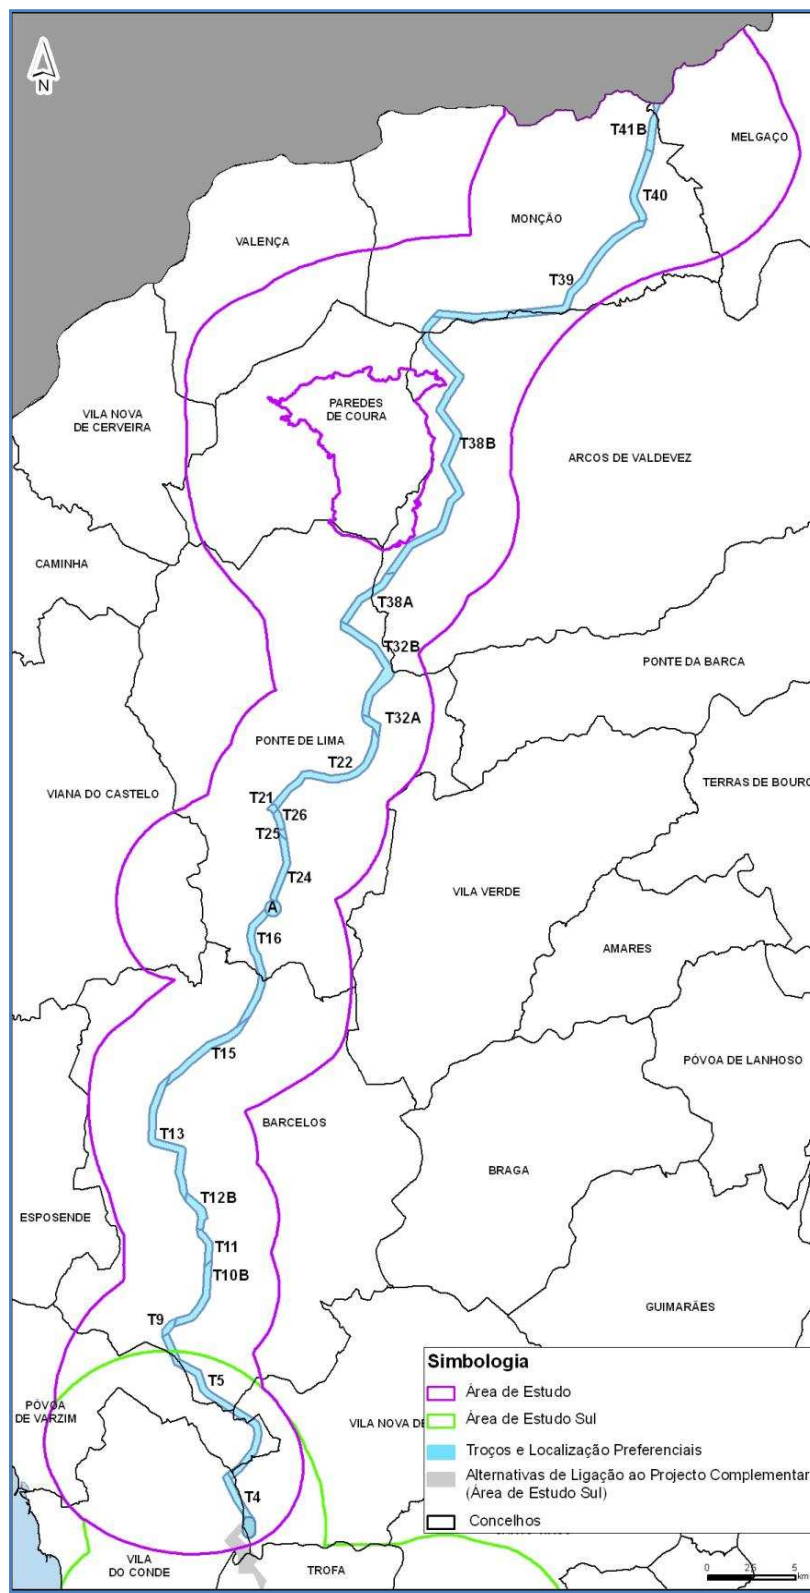 N
T41B
MELGAÇO
T40
MONÇÃO
VALENÇA
T39
PAREDES
DE COURA
VILA NOVA
DE CERVEIRA
T38B
ARCOS DE VALDEVEZ
CAMINHA
T38A
T32B
PONTE DA BARCA
T32A
PONTE DE LIMA
T22
TERRAS DE BOURO
VIANA DO CASTELO
T21
T26
T25
T24
VILA VERDE
A
T16
AMARES
T15
PÓVOA DE LANHOSO
BARCELOS
T13
BRAGA
T12B
ESPOSENDE
T11
T10B
GUIMARÃES
T9
T5
PÓVOA
DE VARZIM
VILA NOVA DE
T4
VILA
DO CONDE
TROFA
Simbologia
Área de Estudo
Área de Estudo Sul
Troços e Localização Preferenciais
Alternativas de Ligação ao Projecto Complementar
(Área de Estudo Sul)
Concelhos
0 2.5 5
km